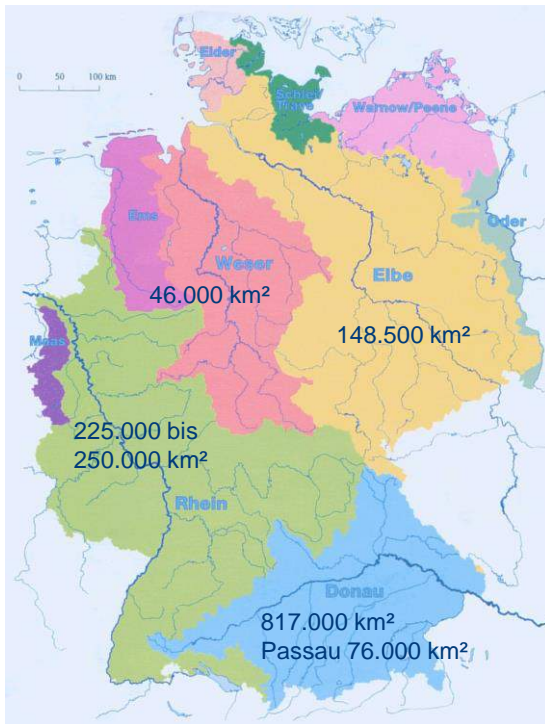 Eider
Schlei/
Trave
Warnow/Peene
0 50 100 km
Ems
Oder
Weser
Elbe
46.000 km²
148.500 km²
Maas
225.000 bis
250.000 km²
Rhein
Donau
817.000 km²
Passau 76.000 km²